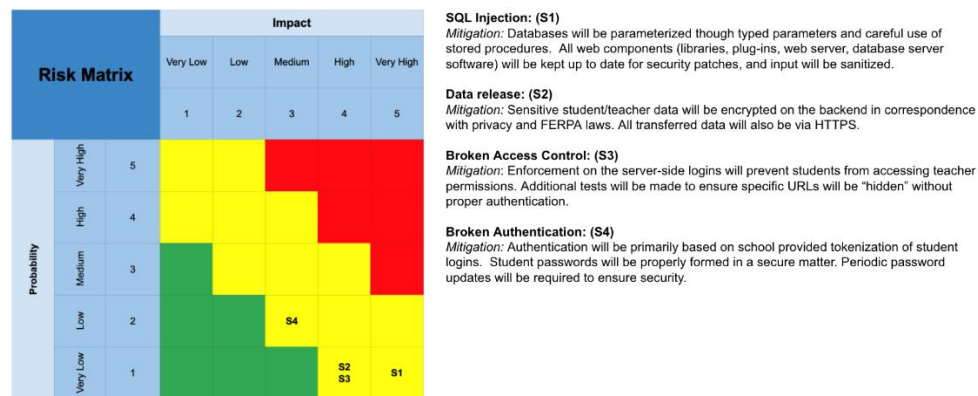 Risk Matrix
Impact
Very Low
Low
Medium
High
Very High
1
2
3
4
5
Probability
Very High
5
High
4
Medium
3
Low
2
S4
Very Low
1
S2
S3
S1
SQL Injection: (S1)
Mitigation: Databases will be parameterized though typed parameters and careful use of
stored procedures. All web components (libraries, plug-ins, web server, database server
software) will be kept up to date for security patches, and input will be sanitized.
Data release: (S2)
Mitigation: Sensitive student/teacher data will be encrypted on the backend in correspondence
with privacy and FERPA laws. All transferred data will also be via HTTPS.
Broken Access Control: (S3)
Mitigation: Enforcement on the server-side logins will prevent students from accessing teacher
permissions. Additional tests will be made to ensure specific URLs will be “hidden” without
proper authentication.
Broken Authentication: (S4)
Mitigation: Authentication will be primarily based on school provided tokenization of student
logins. Student passwords will be properly formed in a secure matter. Periodic password
updates will be required to ensure security.